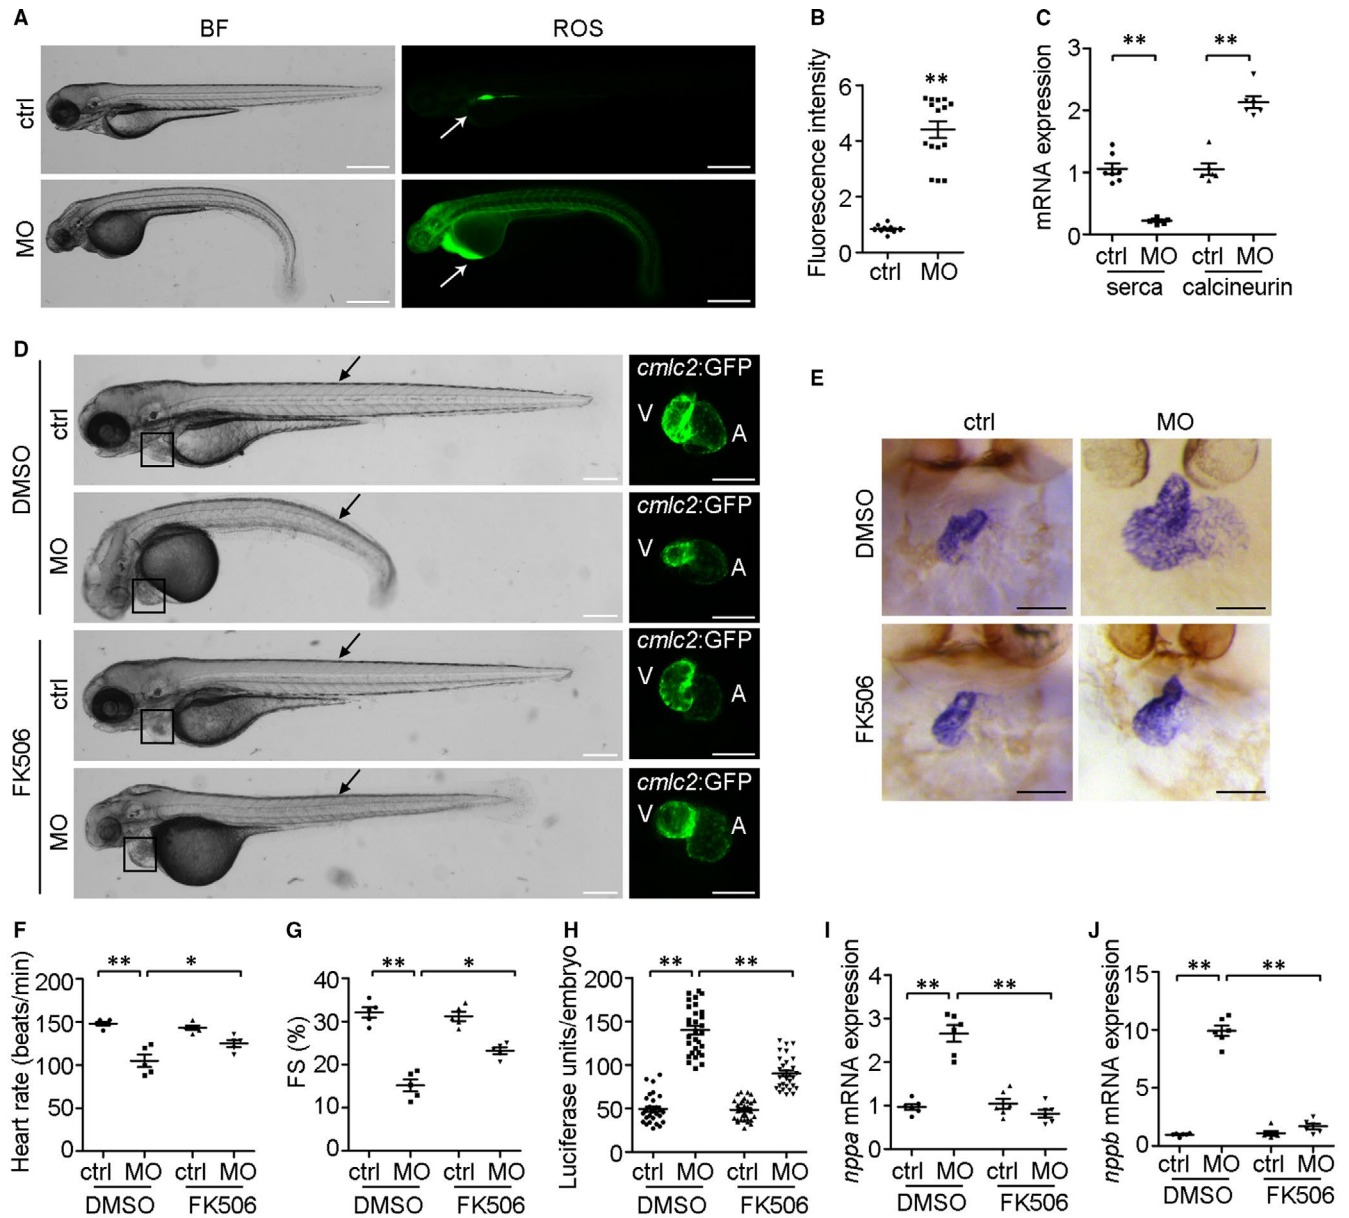 A
BF
ROS
ctrl
MO
B
Fluorescence intensity
6
4
2
0
**
ctrl
MO
C
mRNA expression
3
2
1
0
**
**
ctrl MO
ctrl MO
serca
calcineurin
D
DMSO
ctrl
cmlc2:GFP
V
A
MO
cmlc2:GFP
V
A
FK506
ctrl
cmlc2:GFP
V
A
MO
cmlc2:GFP
V
A
E
ctrl
MO
DMSO
FK506
F
Heart rate (beats/min)
200
150
100
50
0
**
*
ctrl MO
ctrl MO
DMSO
FK506
G
FS (%)
40
30
20
10
0
**
*
ctrl MO
ctrl MO
DMSO
FK506
H
Luciferase units/embryo
200
150
100
50
0
**
**
ctrl MO
ctrl MO
DMSO
FK506
I
nppa mRNA expression
4
3
2
1
0
**
**
ctrl MO
ctrl MO
DMSO
FK506
J
nppb mRNA expression
15
10
5
0
**
**
ctrl MO
ctrl MO
DMSO
FK506